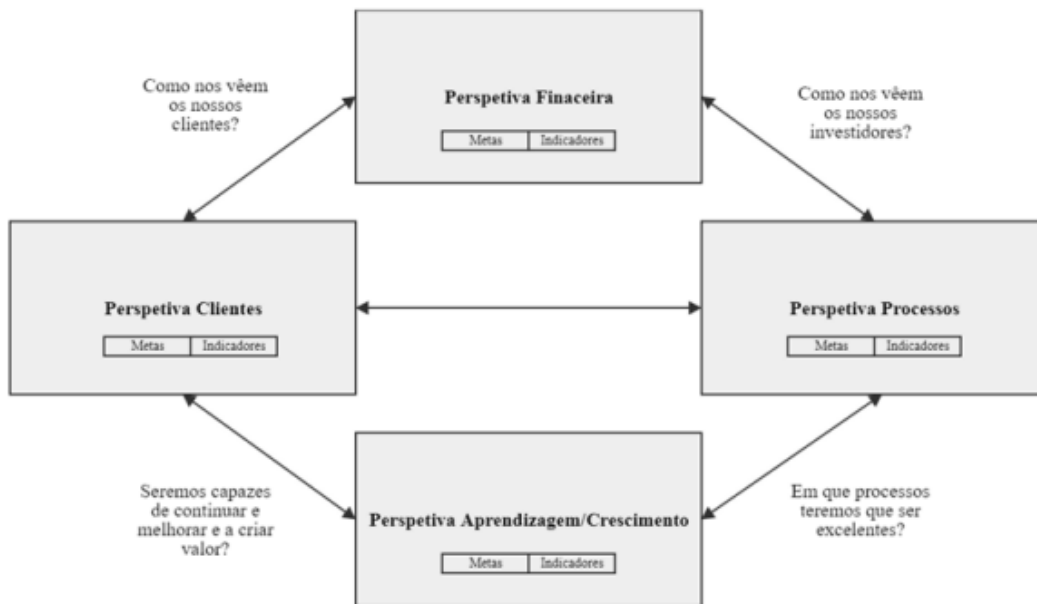 Como nos vêem
os nossos
clientes?
Perspetiva Finaceira
Metas Indicadores
Como nos vêem
os nossos
investidores?
Perspetiva Clientes
Metas Indicadores
Perspetiva Processos
Metas Indicadores
Seremos capazes
de continuar e
melhorar e a criar
valor?
Perspetiva Aprendizagem/Crescimento
Metas Indicadores
Em que processos
teremos que ser
excelentes?